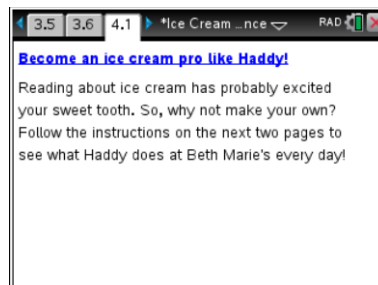 3.5 3.6 4.1 *Ice Cream ...nce RAD
Become an ice cream pro like Haddy!
Reading about ice cream has probably excited
your sweet tooth. So, why not make your own?
Follow the instructions on the next two pages to
see what Haddy does at Beth Marie's every day!